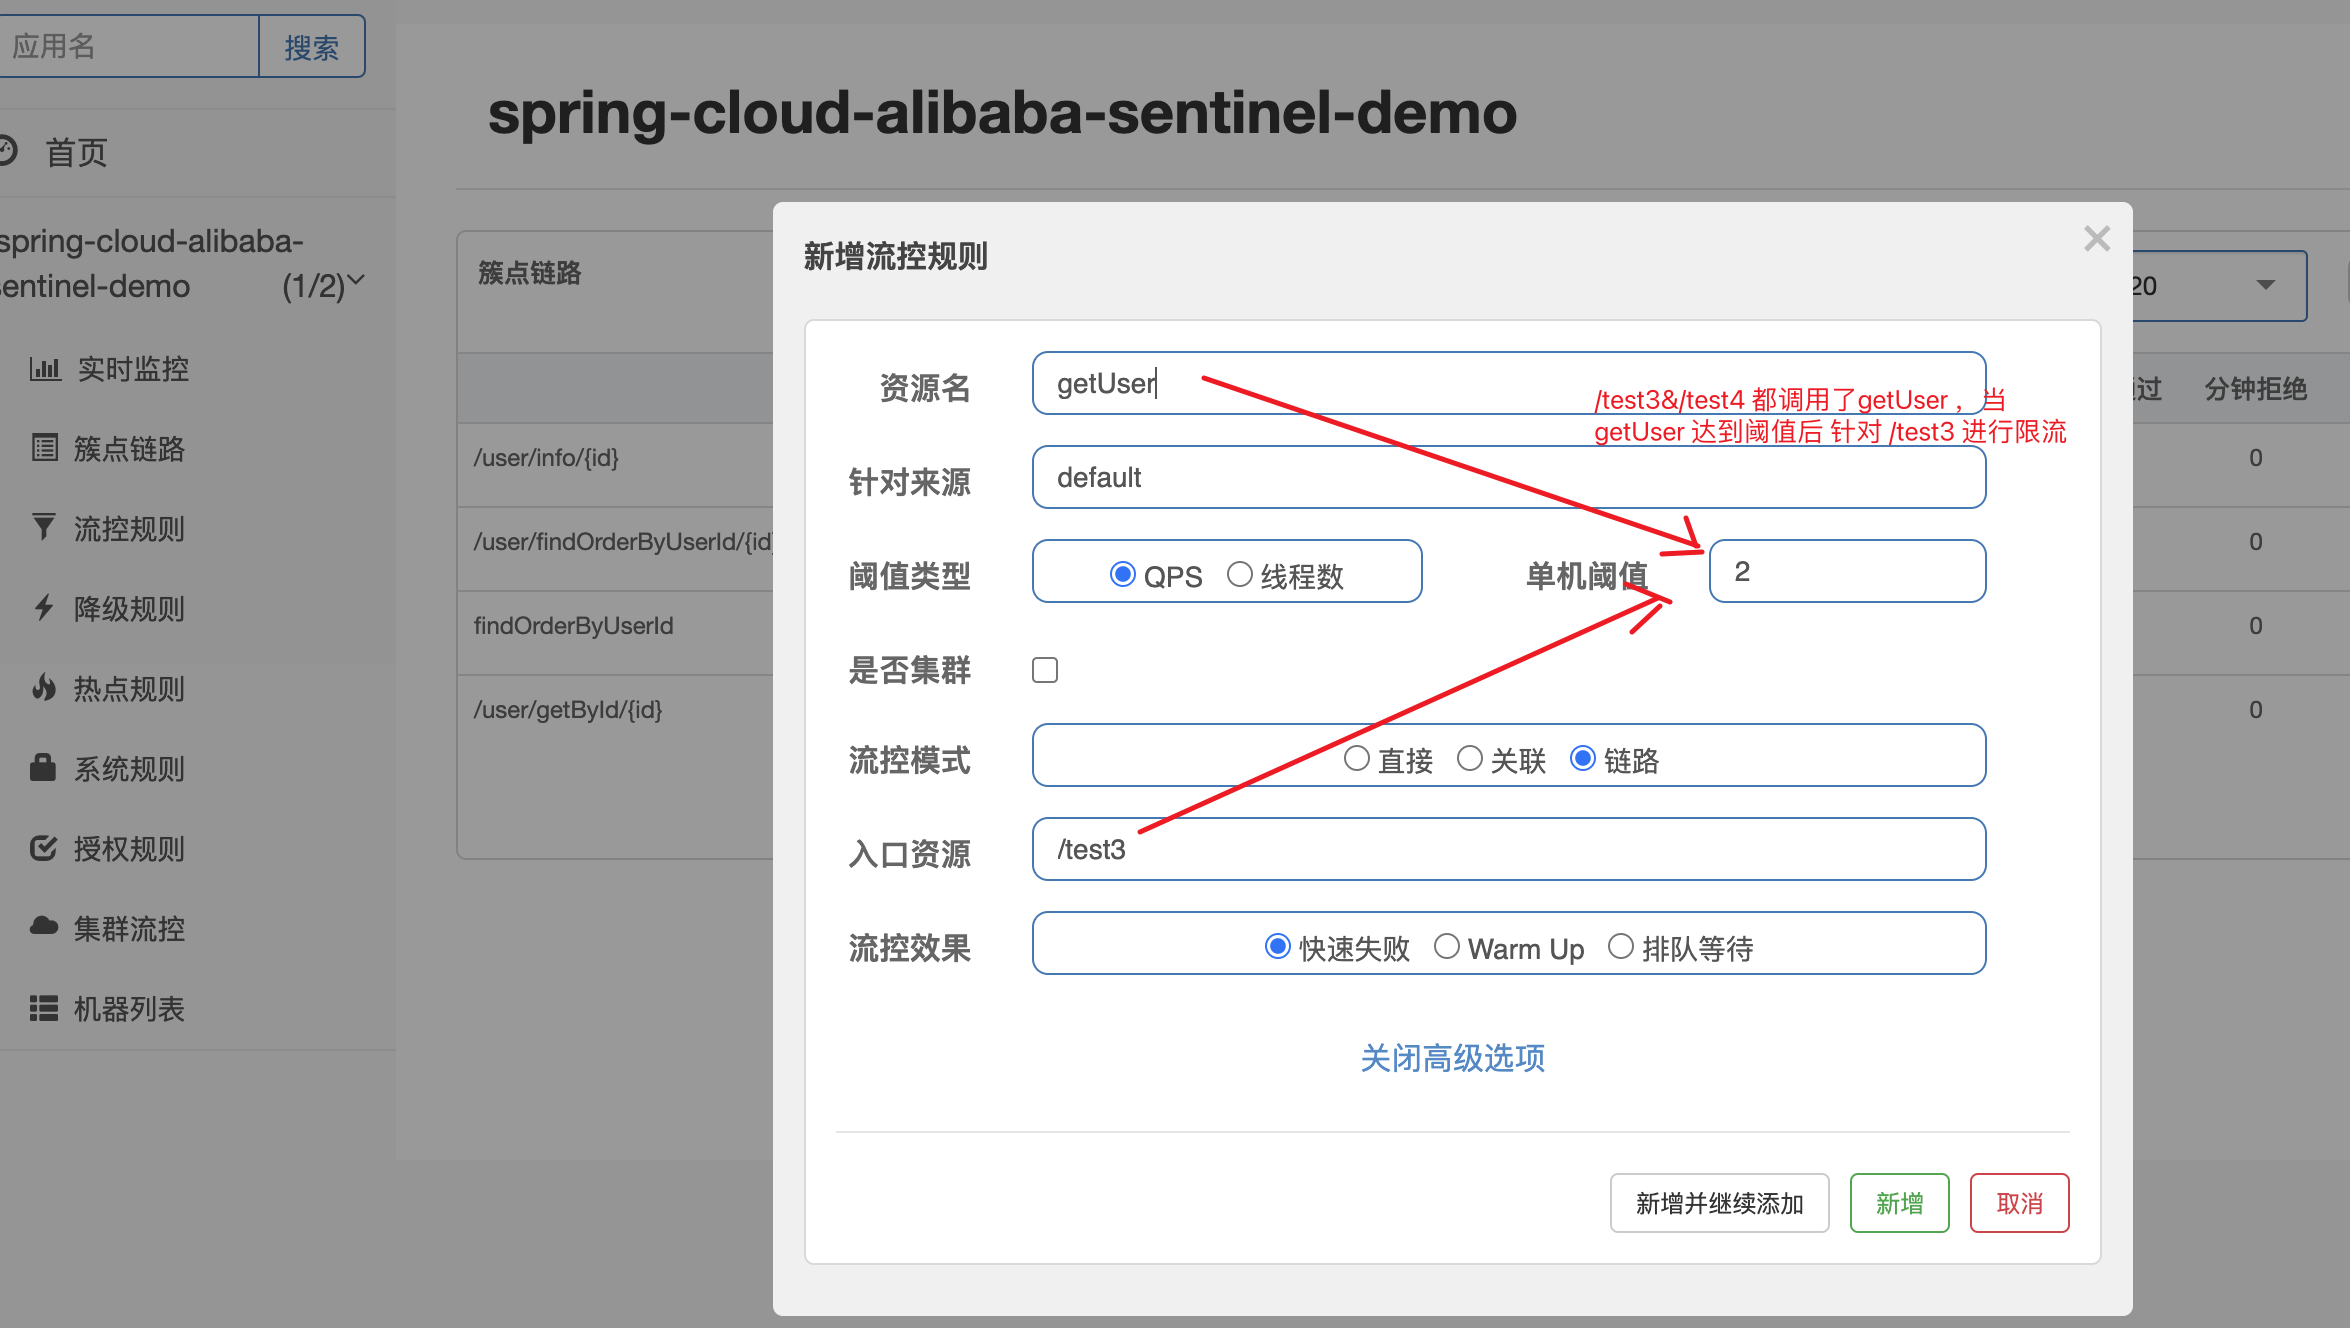 应用名
搜索
首页
spring-cloud-alibaba-
sentinel-demo (1/2)
实时监控
簇点链路
流控规则
降级规则
热点规则
系统规则
授权规则
集群流控
机器列表
spring-cloud-alibaba-sentinel-demo
簇点链路
20
分钟拒绝
/user/info/{id}
0
/user/findOrderByUserId/{id}
0
findOrderByUserId
0
/user/getById/{id}
0
新增流控规则
资源名 getUser
/test3&/test4 都调用了getUser ，当
getUser 达到阈值后 针对 /test3 进行限流
针对来源 default
阈值类型 QPS 线程数 单机阈值 2
是否集群
流控模式 直接 关联 链路
入口资源 /test3
流控效果 快速失败 Warm Up 排队等待
关闭高级选项
新增并继续添加 新增 取消